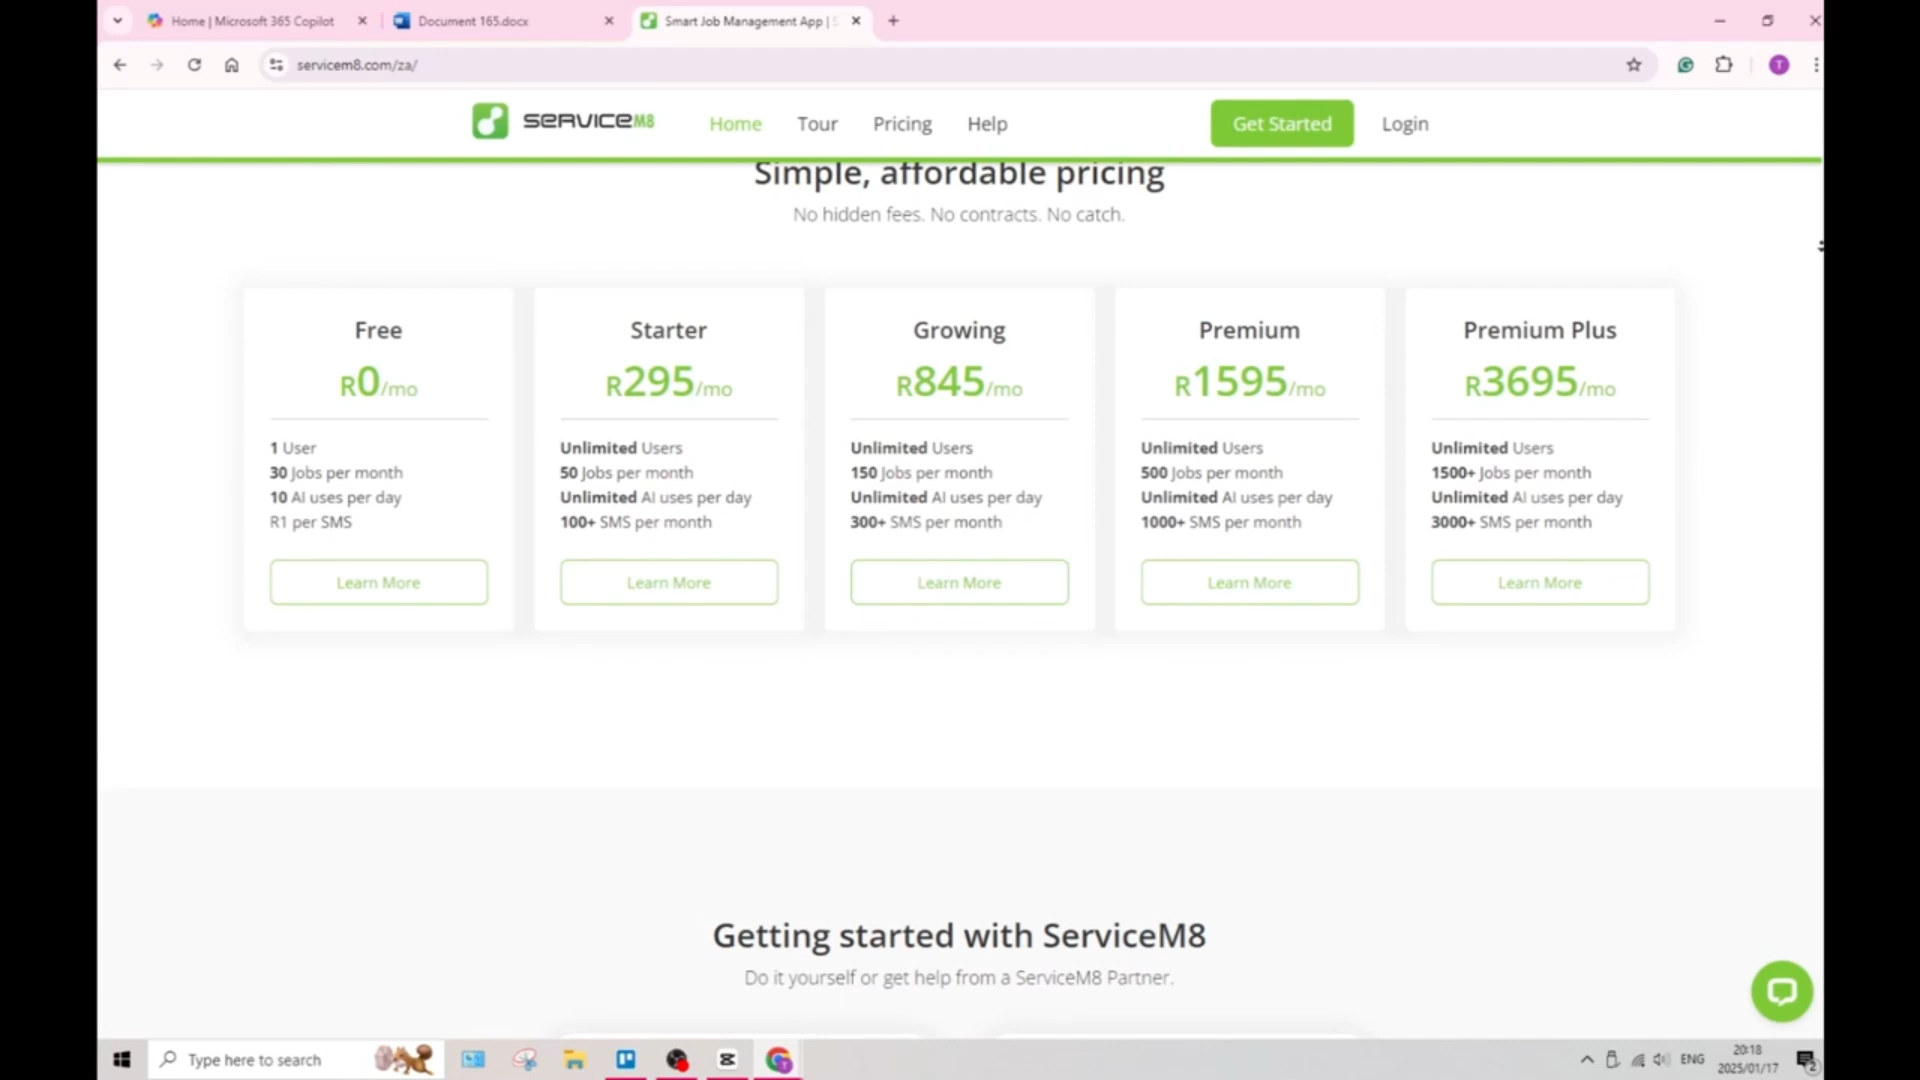 Home | Microsoft 365 Copilot
Document 165.docx
Smart Job Management App |
servicem8.com/za/
SERVICEM8
Home
Tour
Pricing
Help
Get Started
Login
Simple, affordable pricing
No hidden fees. No contracts. No catch.
Free
R0/mo
1 User
30 Jobs per month
10 AI uses per day
R1 per SMS
Learn More
Starter
R295/mo
Unlimited Users
50 Jobs per month
Unlimited AI uses per day
100+ SMS per month
Learn More
Growing
R845/mo
Unlimited Users
150 Jobs per month
Unlimited AI uses per day
300+ SMS per month
Learn More
Premium
R1595/mo
Unlimited Users
500 Jobs per month
Unlimited AI uses per day
1000+ SMS per month
Learn More
Premium Plus
R3695/mo
Unlimited Users
1500+ Jobs per month
Unlimited AI uses per day
3000+ SMS per month
Learn More
Getting started with ServiceM8
Do it yourself or get help from a ServiceM8 Partner.
Type here to search
ENG
20:18
2025/01/17
2
T